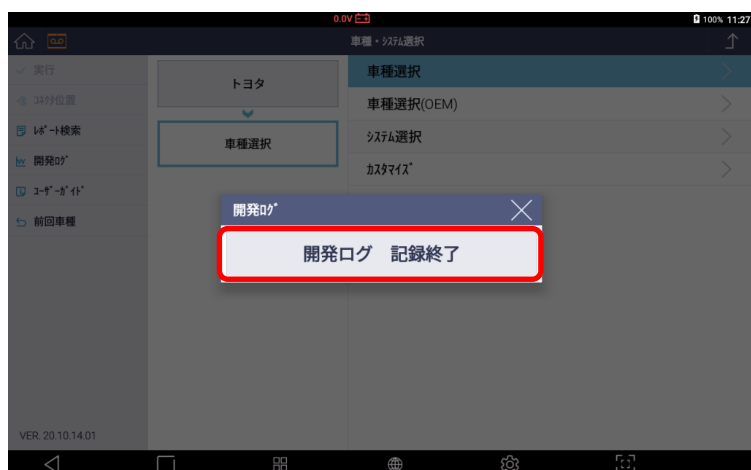 0.0V
100% 11:27
車種・ｼｽﾃﾑ選択
実行
ｺﾈｸﾀ位置
ﾚﾎﾟｰﾄ検索
開発ﾛｸﾞ
ﾕｰｻﾞｰｶﾞｲﾄﾞ
前回車種
VER. 20.10.14.01
トヨタ
車種選択
車種選択
車種選択(OEM)
ｼｽﾃﾑ選択
ｶｽﾀﾏｲｽﾞ
開発ﾛｸﾞ
開発ログ　記録終了